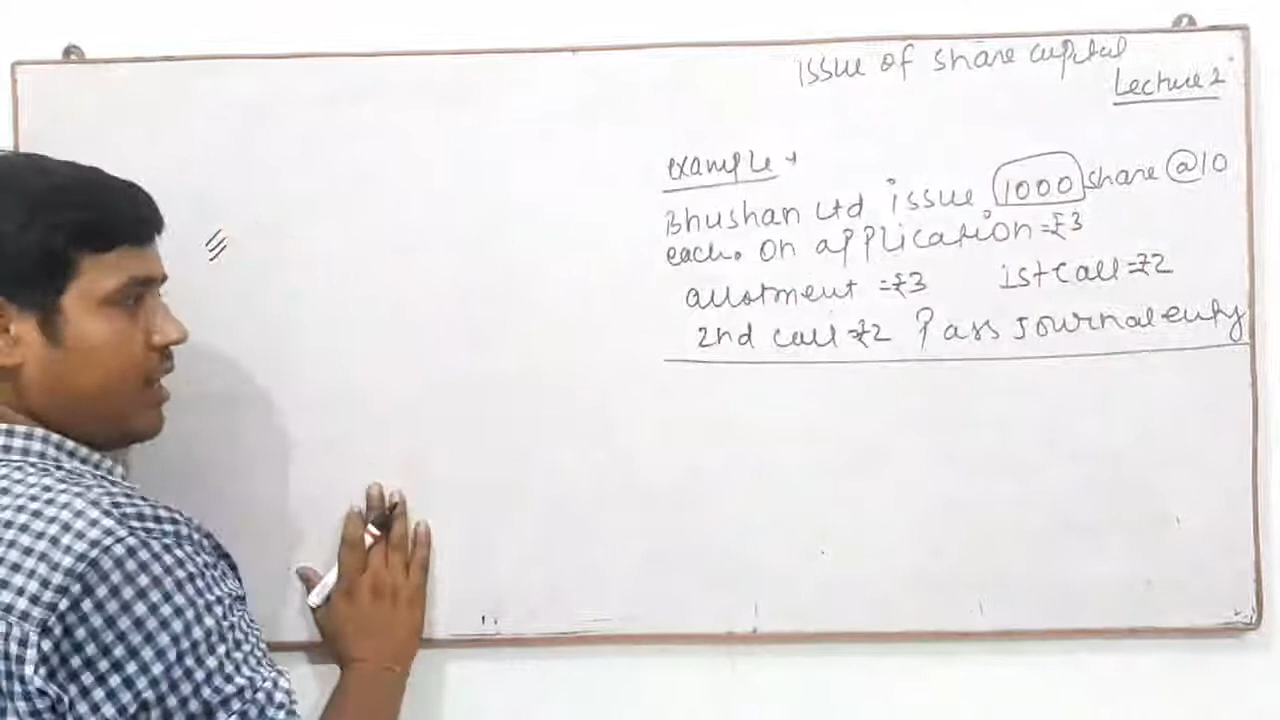 Issue of share capital
Lecture 2
example
Bhushan Ltd issue 1000 share @10
each. On application =₹3
allotment =₹3 1st call =₹2
2nd call =₹2 Pass Journal entry